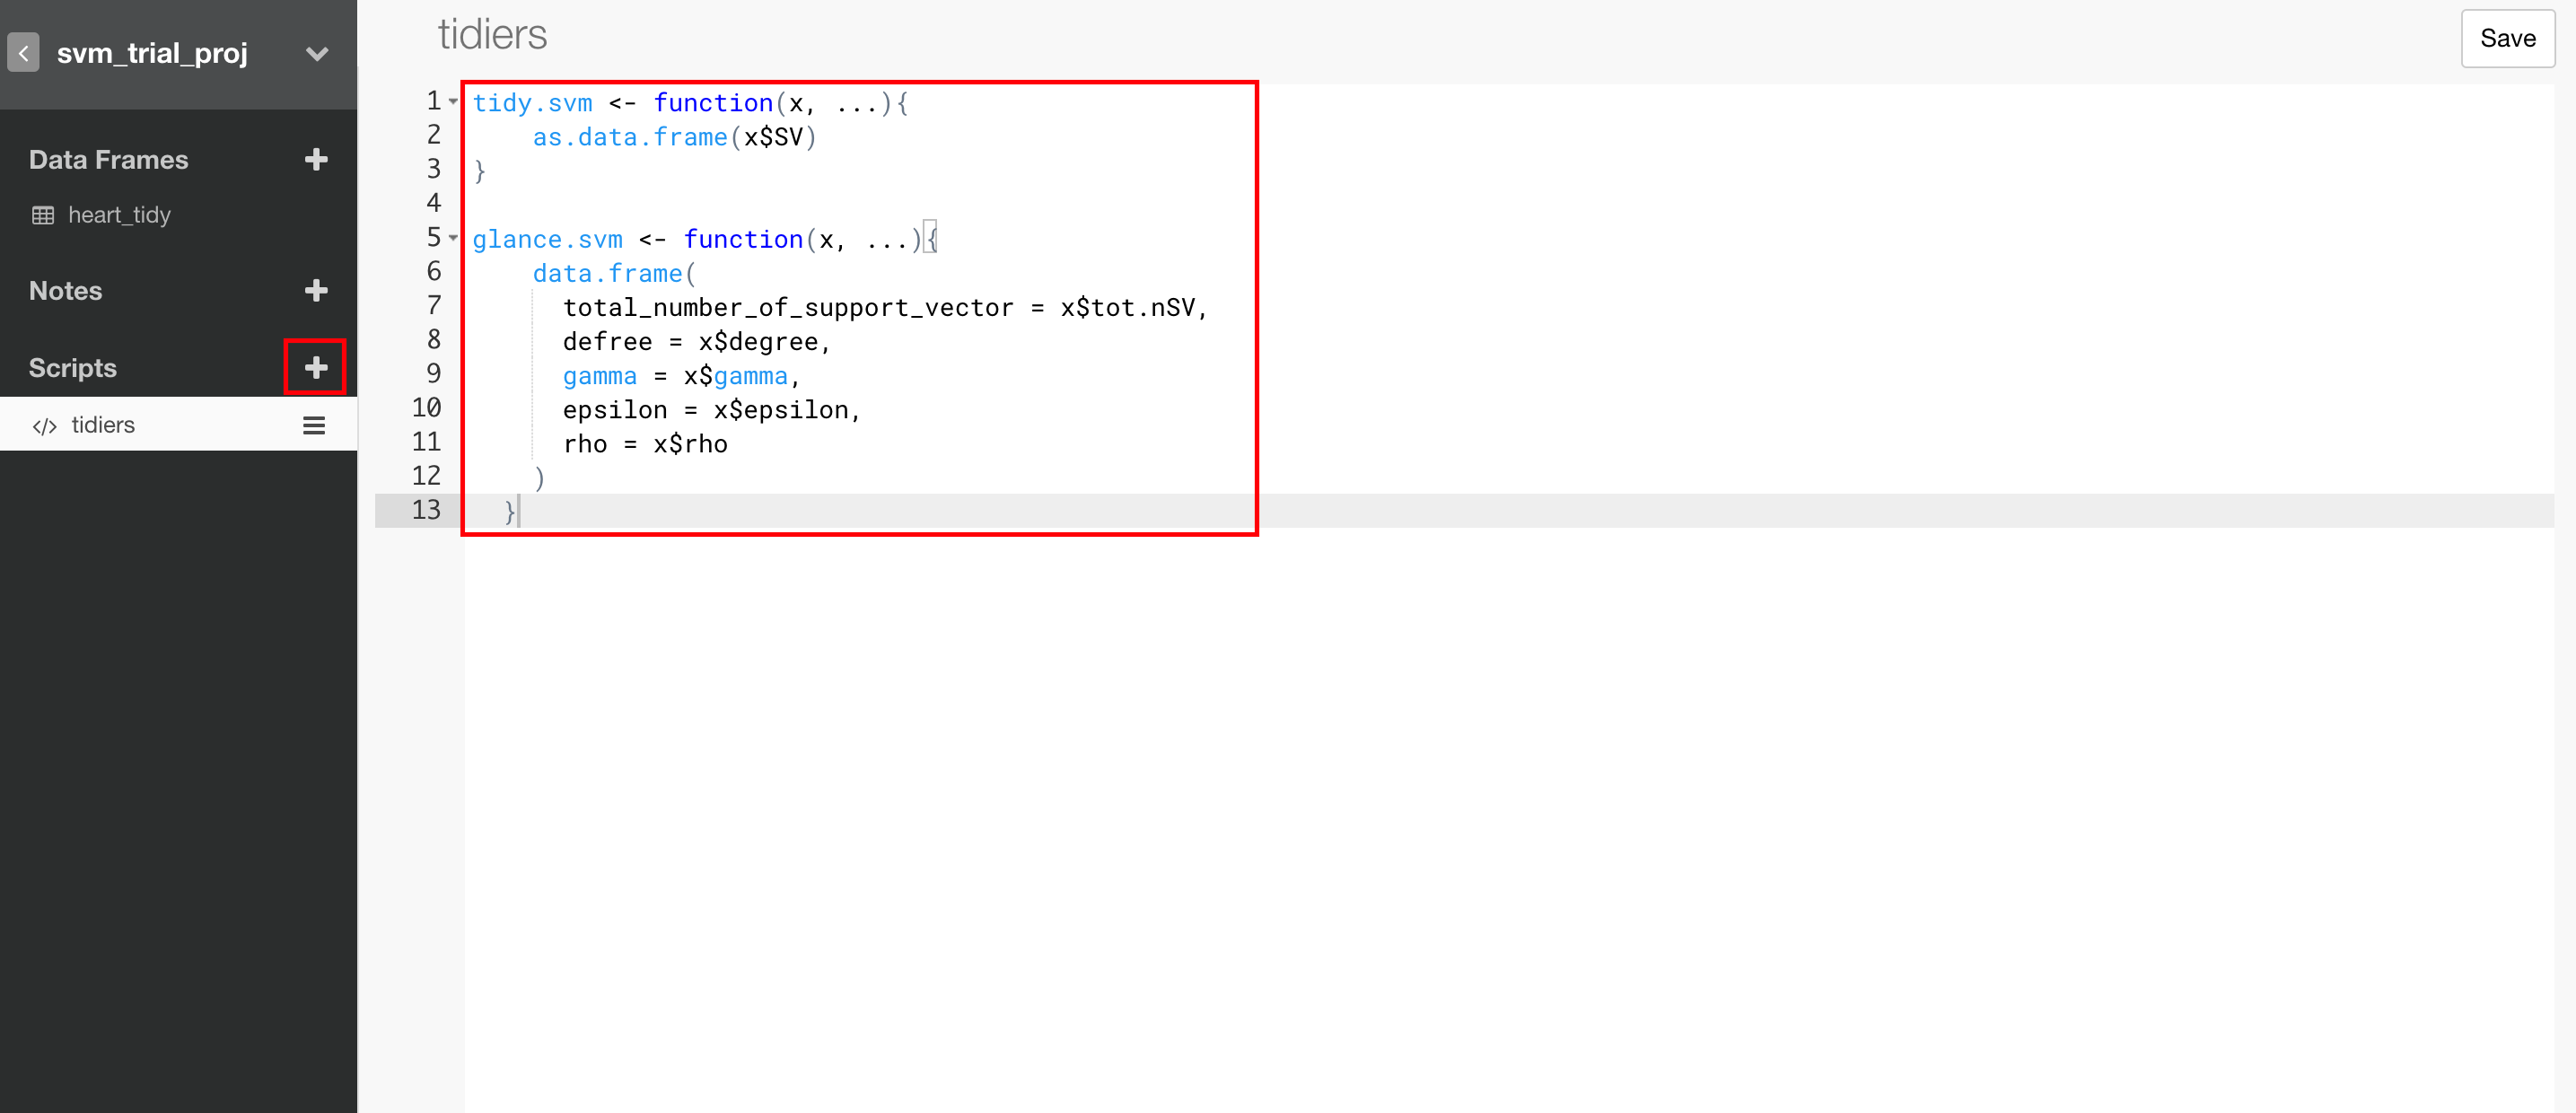 svm_trial_proj
Data Frames
heart_tidy
Notes
Scripts
</> tidiers
tidiers
Save
1 tidy.svm <- function(x, ...){
2     as.data.frame(x$SV)
3 }
4
5 glance.svm <- function(x, ...){
6     data.frame(
7       total_number_of_support_vector = x$tot.nSV,
8       defree = x$degree,
9       gamma = x$gamma,
10       epsilon = x$epsilon,
11       rho = x$rho
12     )
13   }